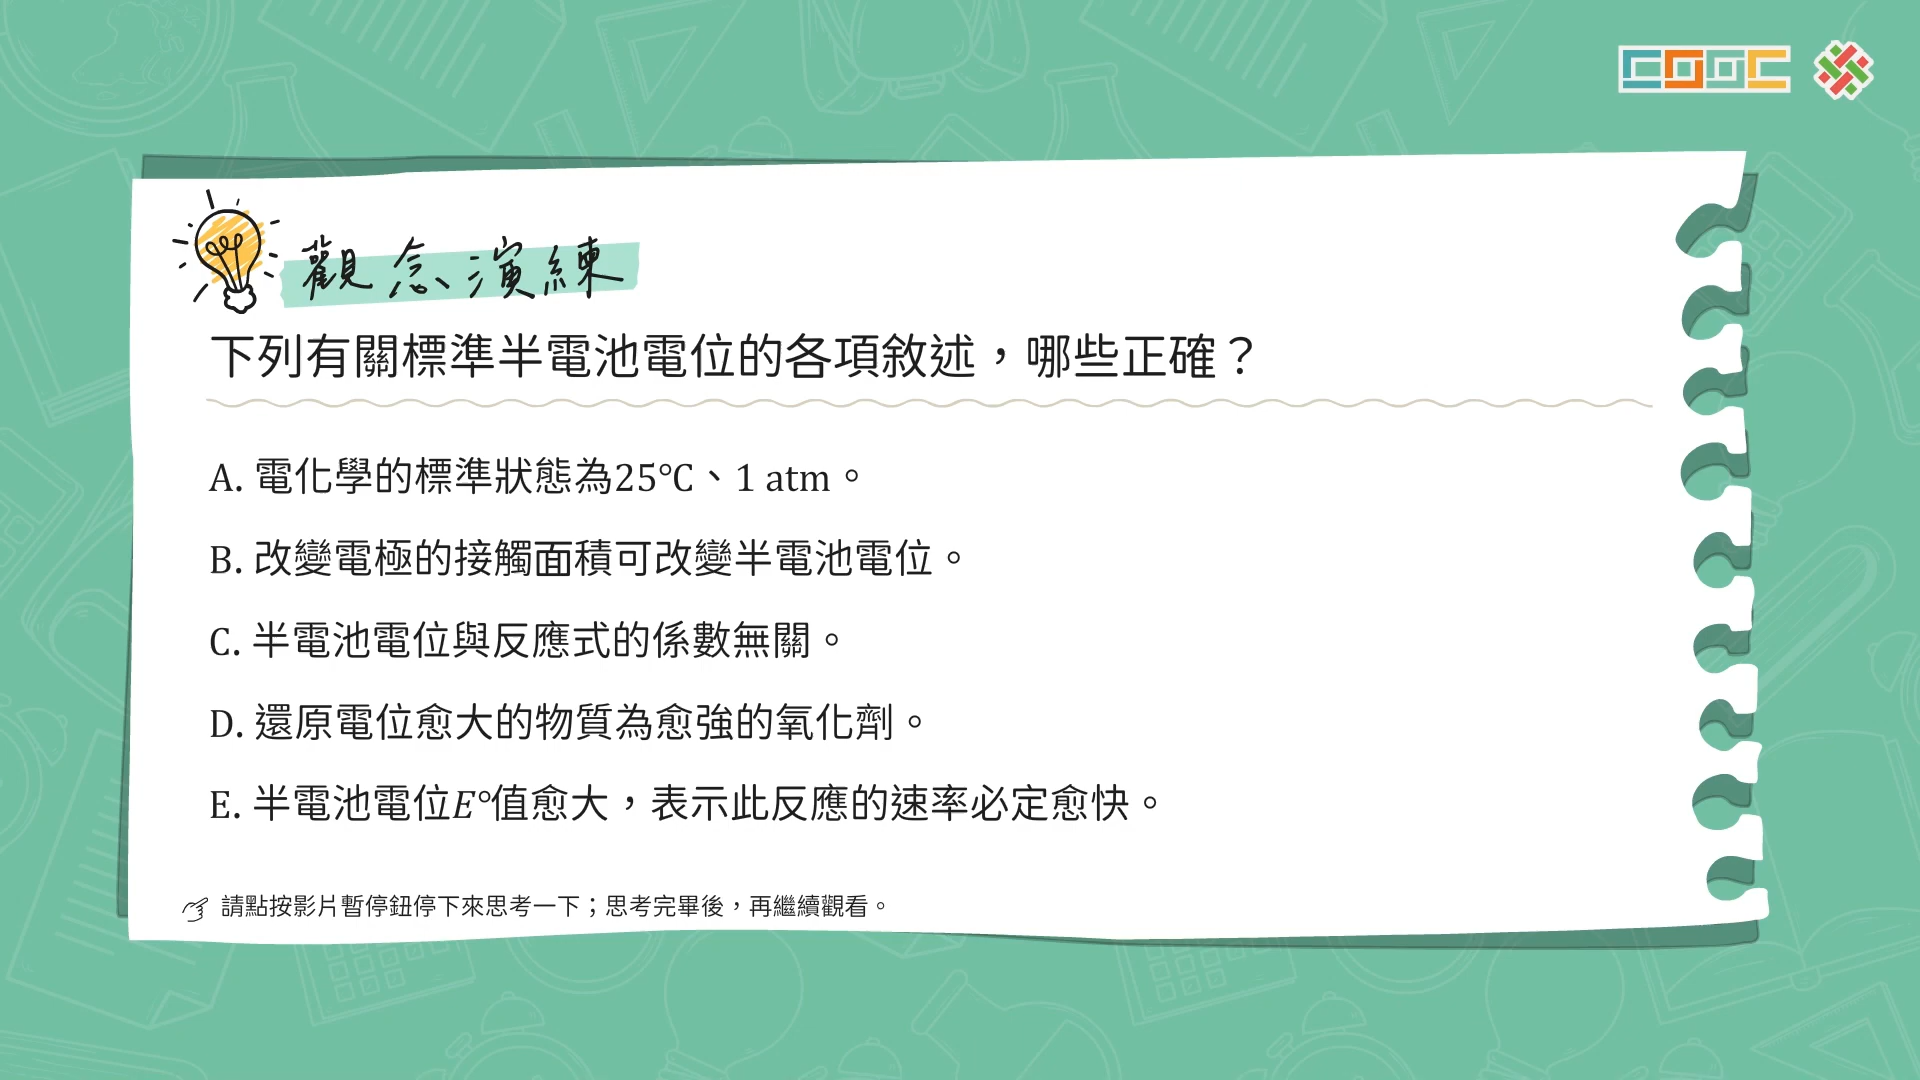 COOC
觀念演練
下列有關標準半電池電位的各項敘述，哪些正確？
A. 電化學的標準狀態為25°C、1 atm。
B. 改變電極的接觸面積可改變半電池電位。
C. 半電池電位與反應式的係數無關。
D. 還原電位愈大的物質為愈強的氧化劑。
E. 半電池電位E°值愈大，表示此反應的速率必定愈快。
請點按影片暫停鈕停下來思考一下；思考完畢後，再繼續觀看。